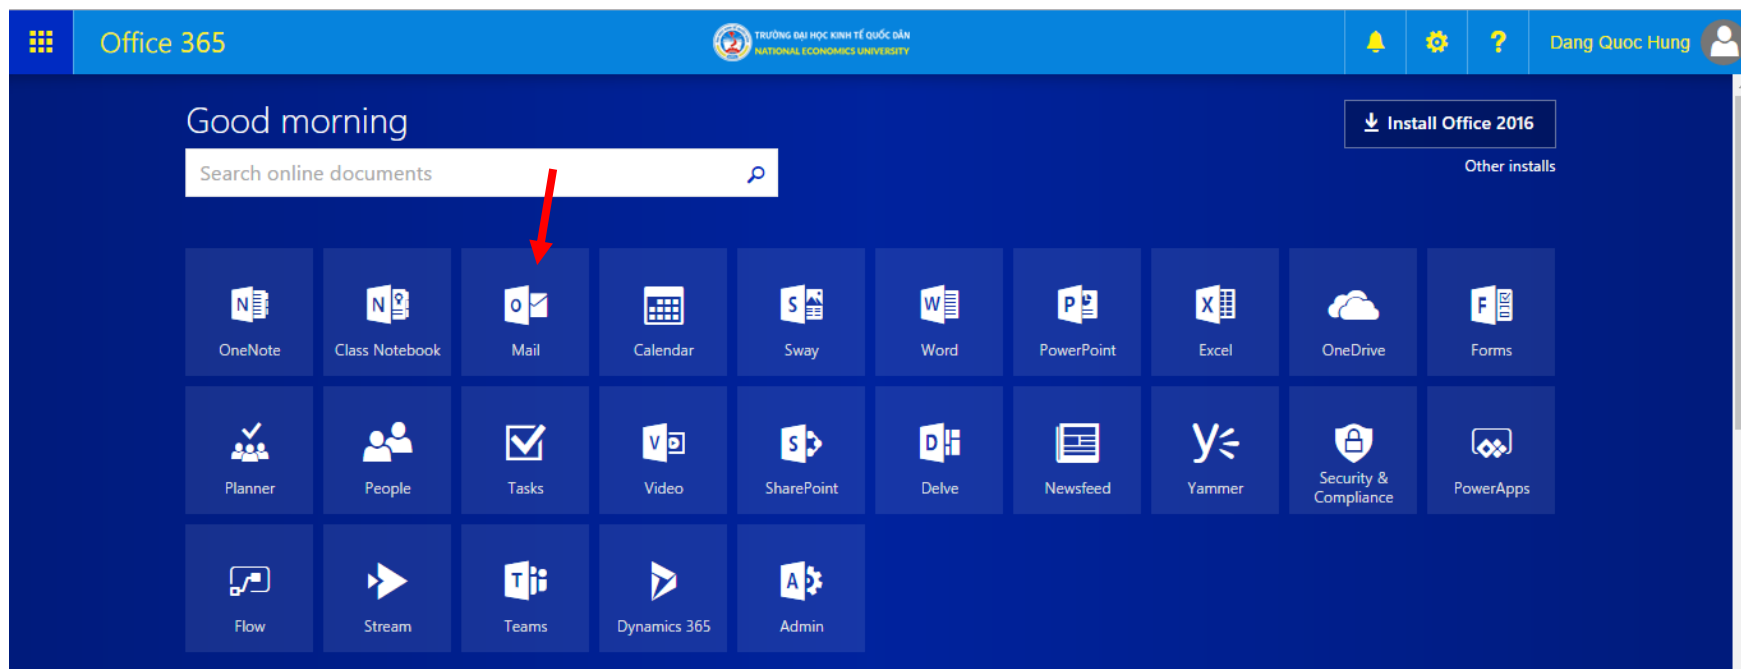 Office 365
TRƯỜNG ĐẠI HỌC KINH TẾ QUỐC DÂN
NATIONAL ECONOMICS UNIVERSITY
?
Dang Quoc Hung
Good morning
Install Office 2016
Search online documents
Other installs
OneNote
Class Notebook
Mail
Calendar
Sway
Word
PowerPoint
Excel
OneDrive
Forms
Planner
People
Tasks
Video
SharePoint
Delve
Newsfeed
Yammer
Security &
Compliance
PowerApps
Flow
Stream
Teams
Dynamics 365
Admin